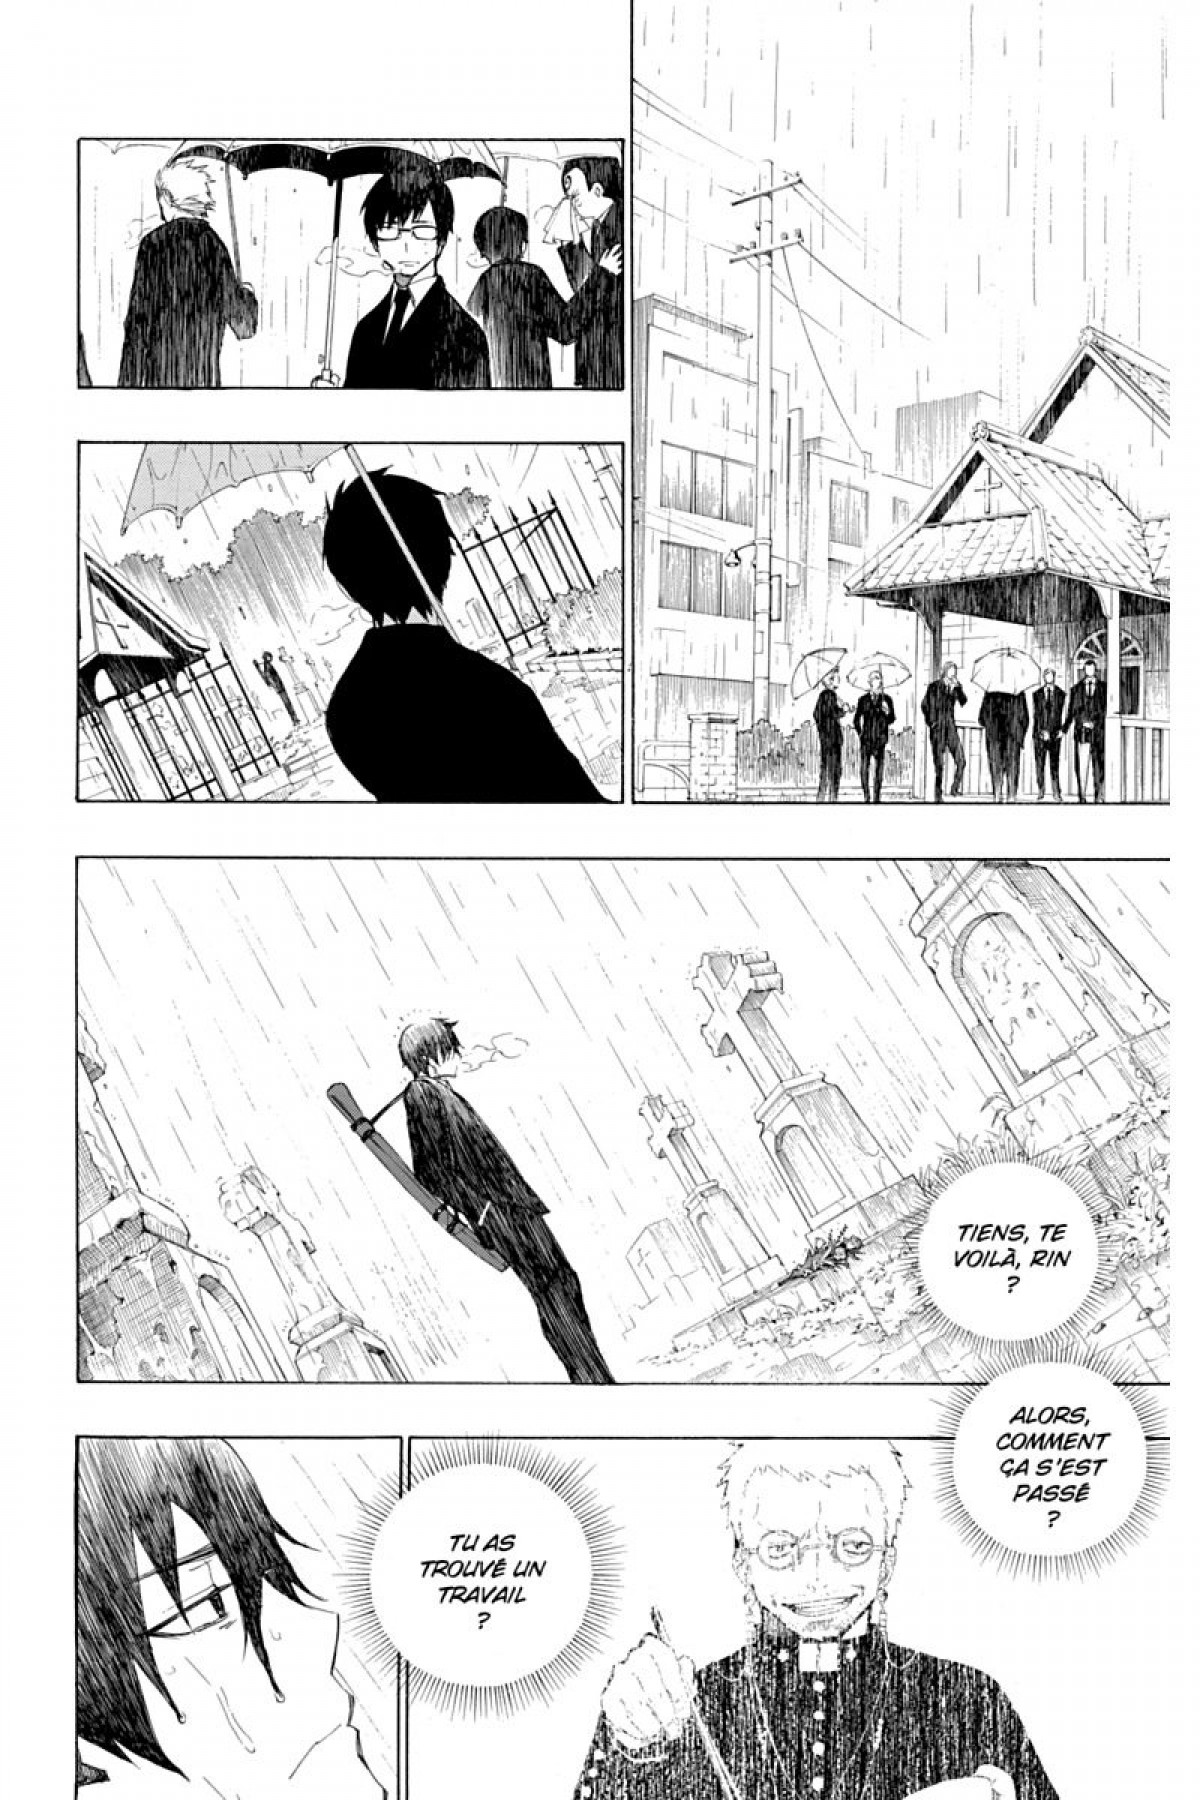 TIENS, TE
VOILÀ, RIN
?
ALORS,
COMMENT
ÇA S'EST
PASSÉ
?
TU AS
TROUVÉ UN
TRAVAIL
?